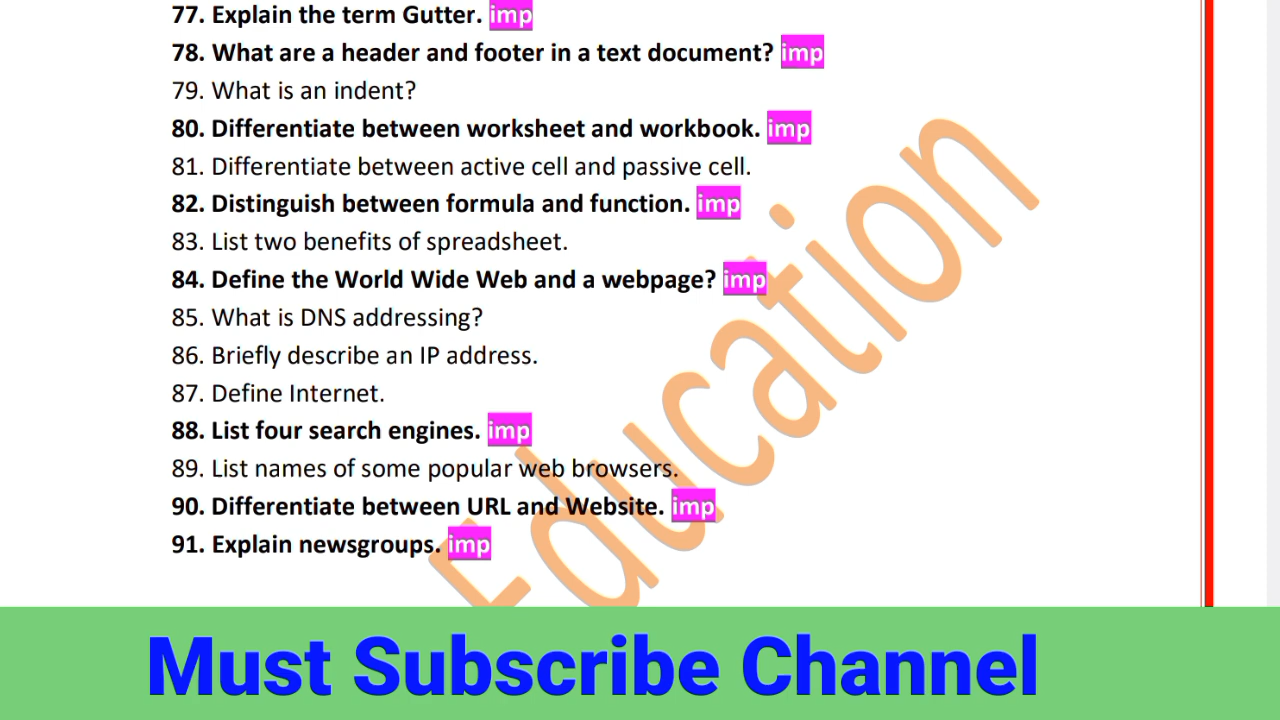 77. Explain the term Gutter. imp
78. What are a header and footer in a text document? imp
79. What is an indent?
80. Differentiate between worksheet and workbook. imp
81. Differentiate between active cell and passive cell.
82. Distinguish between formula and function. imp
83. List two benefits of spreadsheet.
84. Define the World Wide Web and a webpage? imp
85. What is DNS addressing?
86. Briefly describe an IP address.
87. Define Internet.
88. List four search engines. imp
89. List names of some popular web browsers.
90. Differentiate between URL and Website. imp
91. Explain newsgroups. imp
Education
Must Subscribe Channel